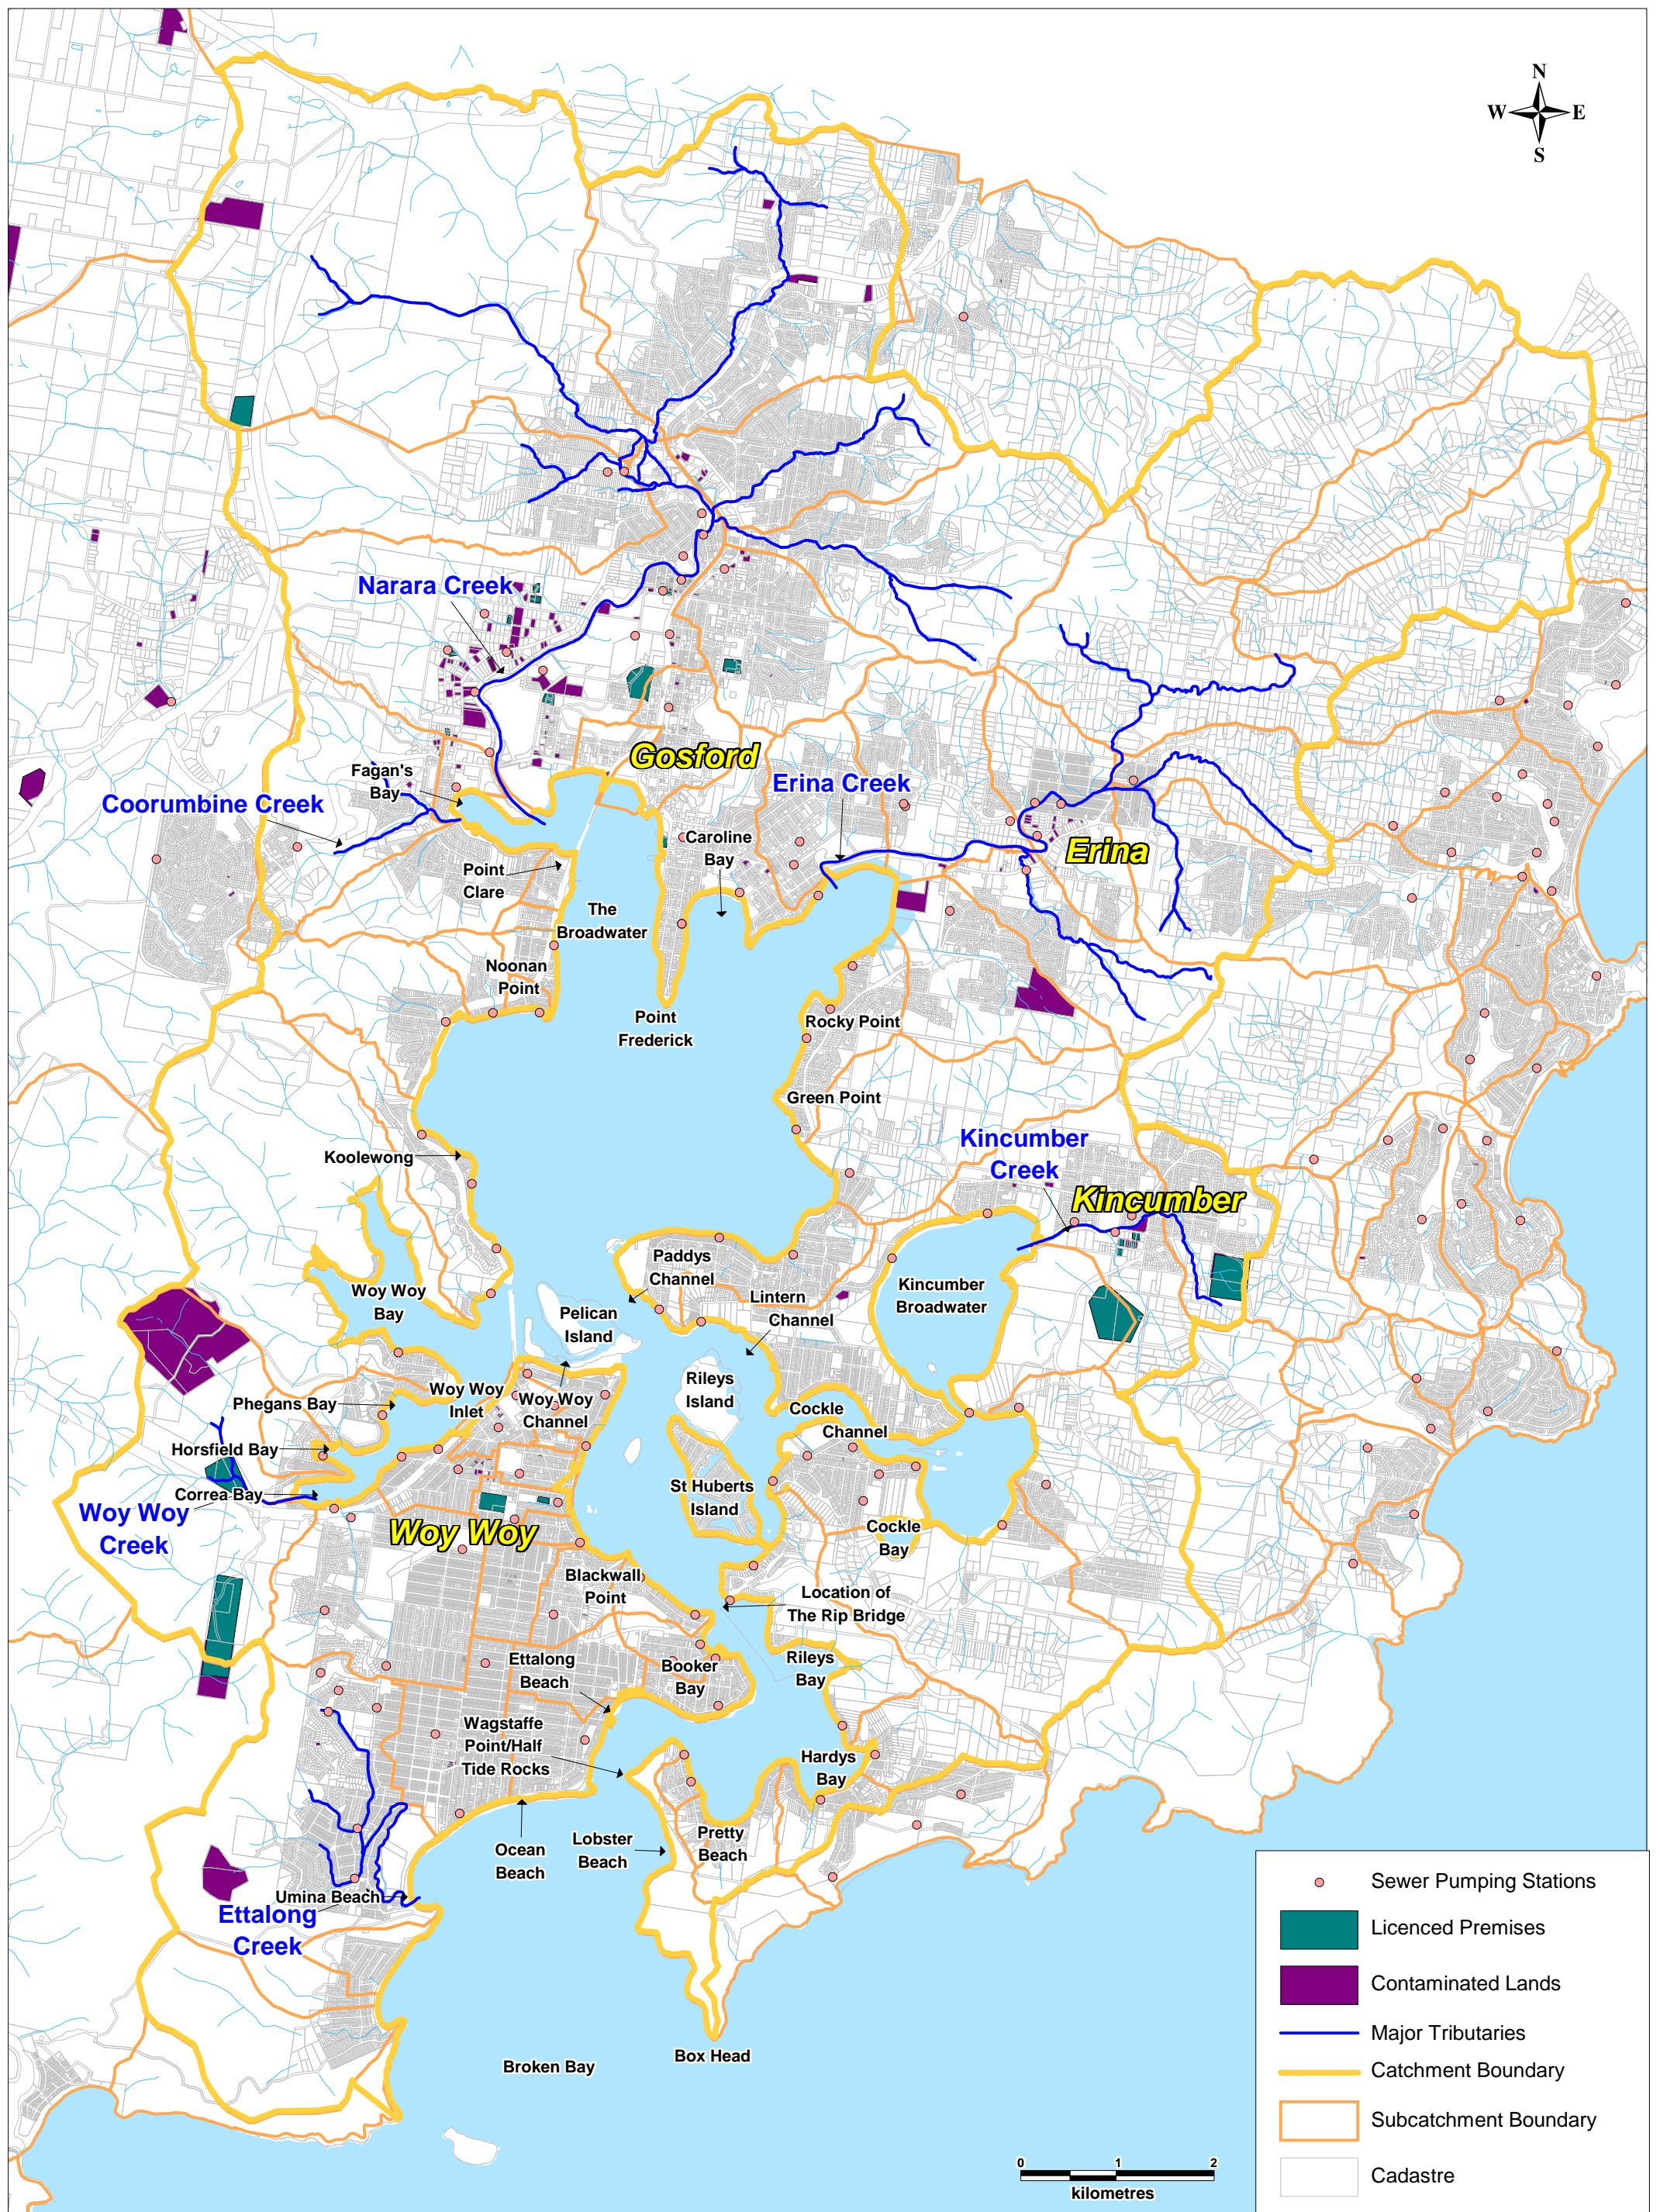 N
W E
S
Narara Creek
Gosford
Fagan's
Bay
Coorumbine Creek
Erina Creek
Caroline
Bay
Erina
Point
Clare
The
Broadwater
Noonan
Point
Point
Frederick
Rocky Point
Green Point
Kincumber
Creek
Koolewong
Kincumber
Paddys
Channel
Woy Woy
Bay
Pelican
Island
Lintern
Channel
Kincumber
Broadwater
Phegans Bay
Woy Woy
Inlet
Woy Woy
Channel
Rileys
Island
Cockle
Channel
Horsfield Bay
Correa Bay
Woy Woy
Creek
Woy Woy
St Huberts
Island
Cockle
Bay
Blackwall
Point
Location of
The Rip Bridge
Ettalong
Beach
Booker
Bay
Rileys
Bay
Wagstaffe
Point/Half
Tide Rocks
Hardys
Bay
Ocean
Beach
Lobster
Beach
Pretty
Beach
Umina Beach
Ettalong
Creek
Box Head
Broken Bay
Sewer Pumping Stations
Licenced Premises
Contaminated Lands
Major Tributaries
Catchment Boundary
Subcatchment Boundary
Cadastre
0 1 2
kilometres